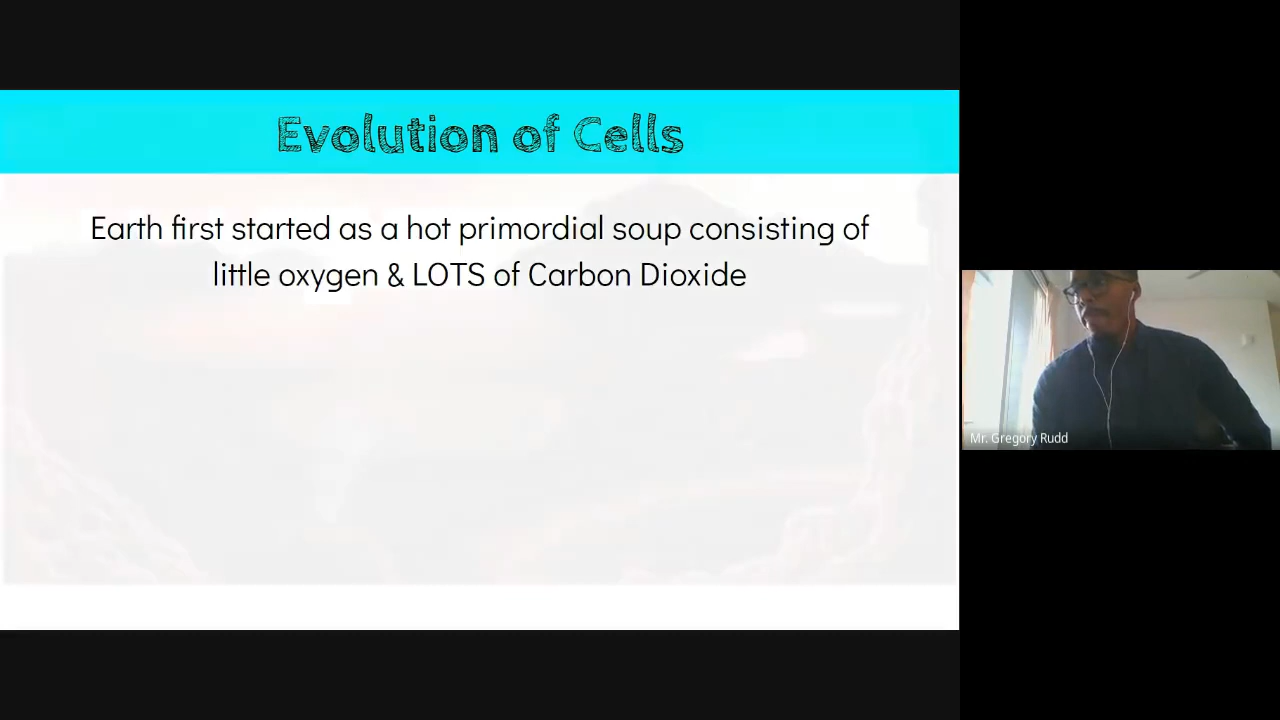 Evolution of Cells
Earth first started as a hot primordial soup consisting of
little oxygen & LOTS of Carbon Dioxide
Mr. Gregory Rudd